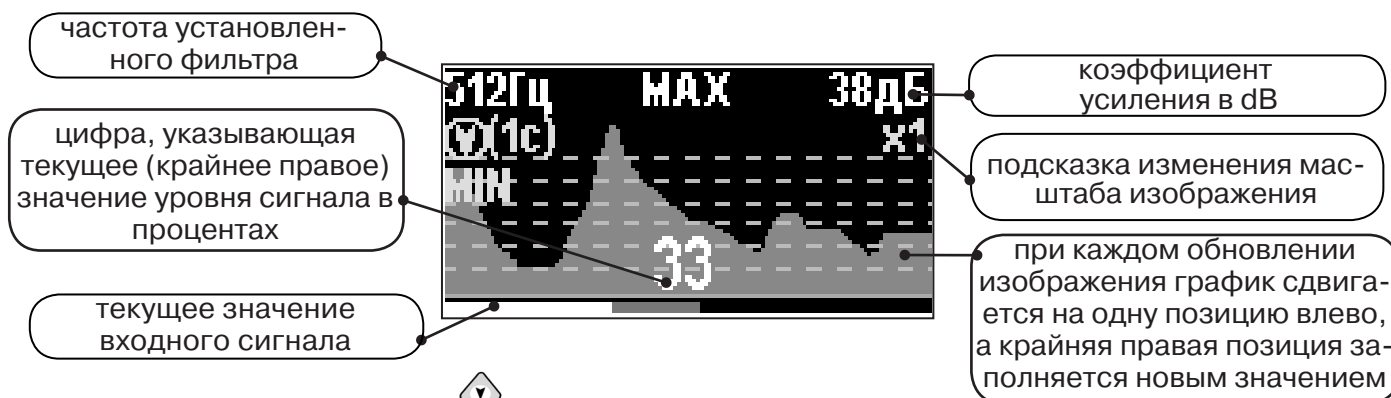 частота установлен-
ного фильтра
цифра, указывающая
текущее (крайнее правое)
значение уровня сигнала в
процентах
текущее значение
входного сигнала
512Гц MAX 38дБ
(1с) x1
MIN
33
коэффициент
усиления в dB
подсказка изменения мас-
штаба изображения
при каждом обновлении
изображения график сдвига-
ется на одну позицию влево,
а крайняя правая позиция за-
полняется новым значением